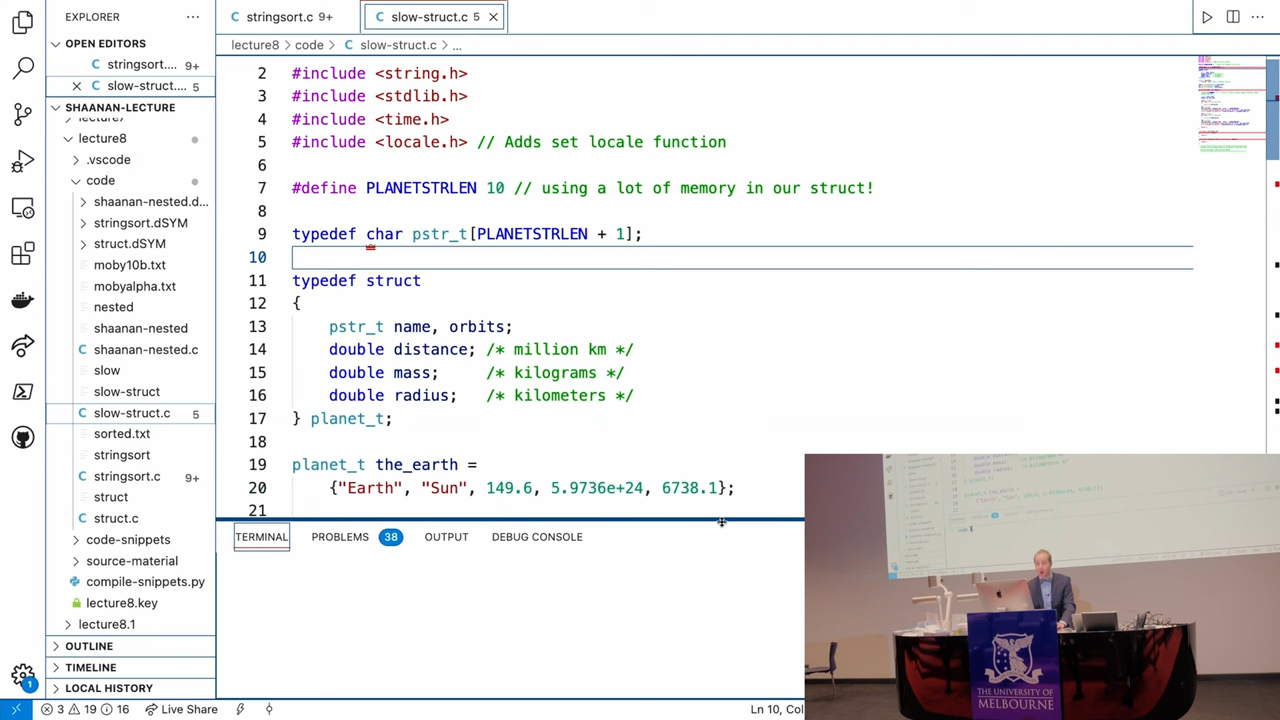 EXPLORER
OPEN EDITORS
stringsort.... 9+
slow-struct.... 5
SHAANAN-LECTURE
lecture7
lecture8
.vscode
code
shaanan-nested.d...
stringsort.dSYM
struct.dSYM
moby10b.txt
mobyalpha.txt
nested
shaanan-nested
shaanan-nested.c
slow
slow-struct
slow-struct.c 5
sorted.txt
stringsort
stringsort.c 9+
struct
struct.c
code-snippets
source-material
compile-snippets.py
lecture8.key
lecture8.1
OUTLINE
TIMELINE
LOCAL HISTORY
stringsort.c 9+
slow-struct.c 5
lecture8 > code > C slow-struct.c > ...
2 #include <string.h>
3 #include <stdlib.h>
4 #include <time.h>
5 #include <locale.h> // Adds set locale function
6
7 #define PLANETSTRLEN 10 // using a lot of memory in our struct!
8
9 typedef char pstr_t[PLANETSTRLEN + 1];
10
11 typedef struct
12 {
13 pstr_t name, orbits;
14 double distance; /* million km */
15 double mass; /* kilograms */
16 double radius; /* kilometers */
17 } planet_t;
18
19 planet_t the_earth =
20 {"Earth", "Sun", 149.6, 5.9736e+24, 6738.1};
21
TERMINAL PROBLEMS 38 OUTPUT DEBUG CONSOLE
1
3 19 16 Live Share
Ln 10, Col
THE UNIVERSITY OF
MELBOURNE